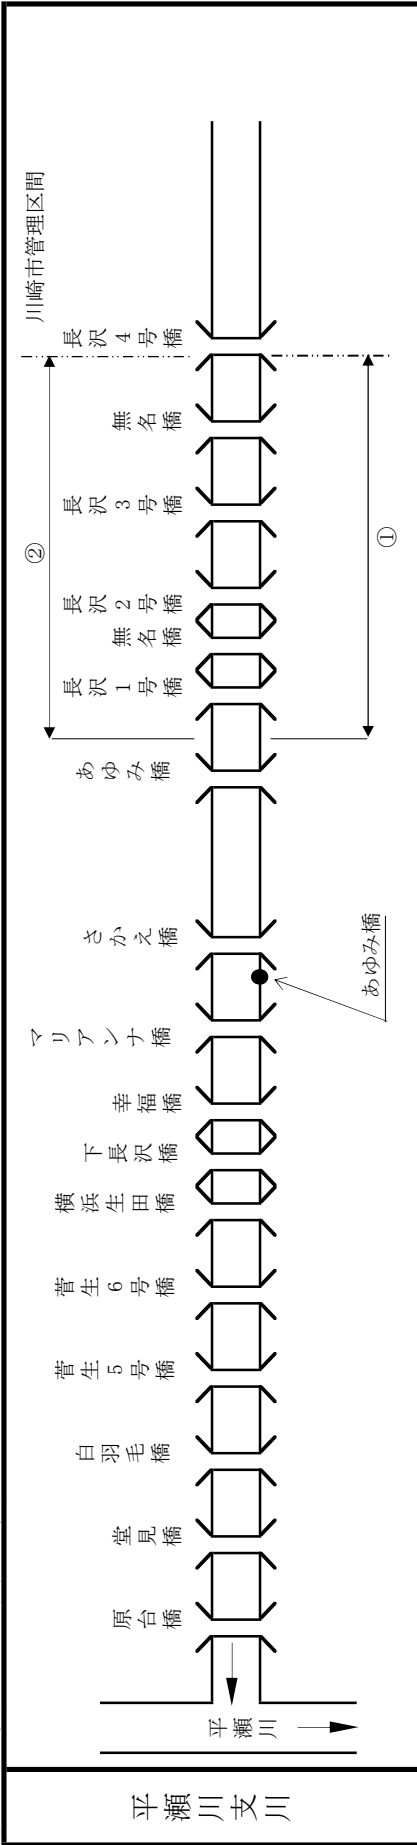 平瀬川支川
平瀬川
原台橋
堂見橋
白羽毛橋
菅生5号橋
菅生6号橋
横浜生田橋
下長沢橋
幸福橋
マリアンナ橋
さかえ橋
あゆみ橋
長沢1号橋
無名橋
長沢2号橋
長沢3号橋
無名橋
長沢4号橋
川崎市管理区間
②
①
あゆみ橋